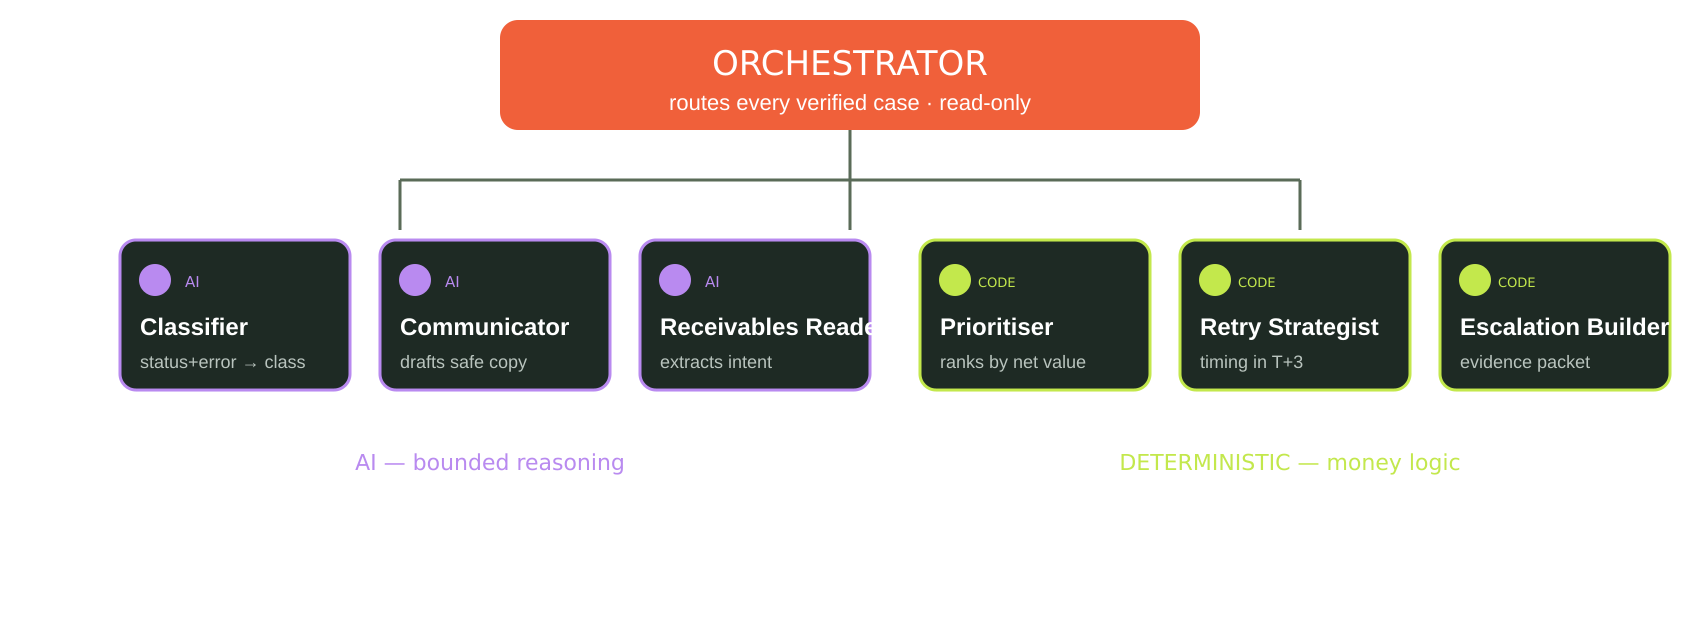 ORCHESTRATOR
routes every verified case · read-only
AI
Classifier
status+error → class
AI
Communicator
drafts safe copy
AI
Receivables Reade
extracts intent
CODE
Prioritiser
ranks by net value
CODE
Retry Strategist
timing in T+3
CODE
Escalation Builder
evidence packet
AI — bounded reasoning
DETERMINISTIC — money logic